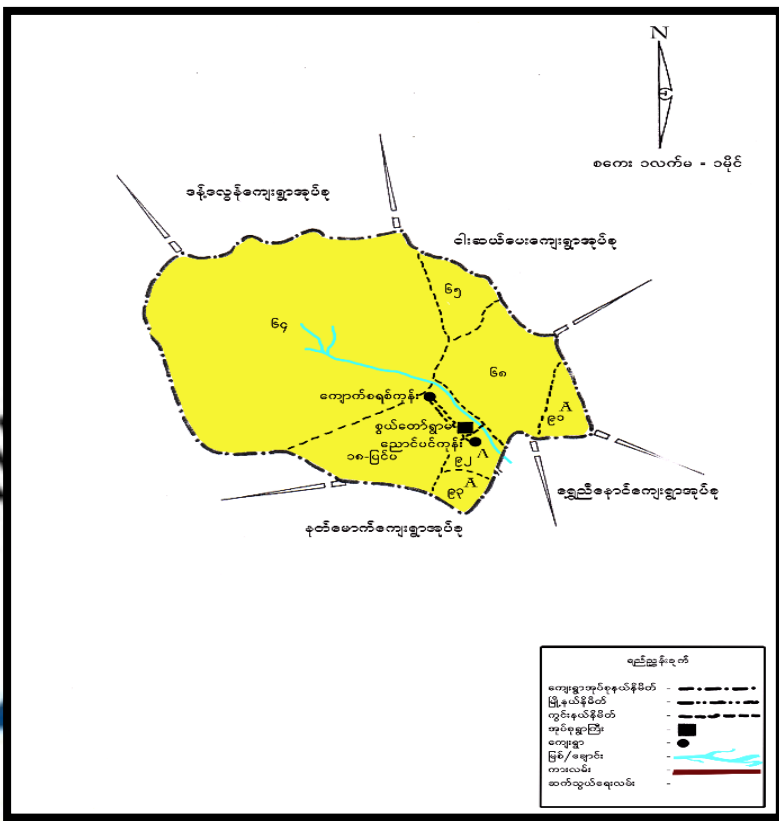 N
စကေး ၁လက်မ - ၁မိုင်
ဒန့်ဒလွန်ကျေးရွာအုပ်စု
ငါးဆယ်ပေးကျေးရွာအုပ်စု
၆၅
၆၄
၆၈
A
၉၁
ကျောက်စရစ်ကုန်း
စွယ်တော်ရွာမ
ညောင်ပင်ကုန်း
၁၈-ပြင်ပ
၉၂ A
၉၃ A
ရွှေညီနောင်ကျေးရွာအုပ်စု
နတ်မောက်ကျေးရွာအုပ်စု
ရည်ညွှန်းချက်
ကျေးရွာအုပ်စုနယ်နိမိတ် -
မြို့နယ်နိမိတ် -
ကွင်းနယ်နိမိတ် -
အုပ်စုရွာကြီး -
ကျေးရွာ -
မြစ်/ချောင်း -
ကားလမ်း -
ဆက်သွယ်ရေးလမ်း -